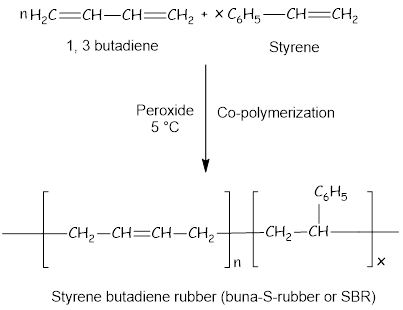 nH₂C=CH—CH=CH₂ + x C₆H₅—CH=CH₂
1, 3 butadiene Styrene
Peroxide Co-polymerization
5 °C
C₆H₅
—[CH₂—CH=CH—CH₂]n[CH₂—CH]x—
Styrene butadiene rubber (buna-S-rubber or SBR)